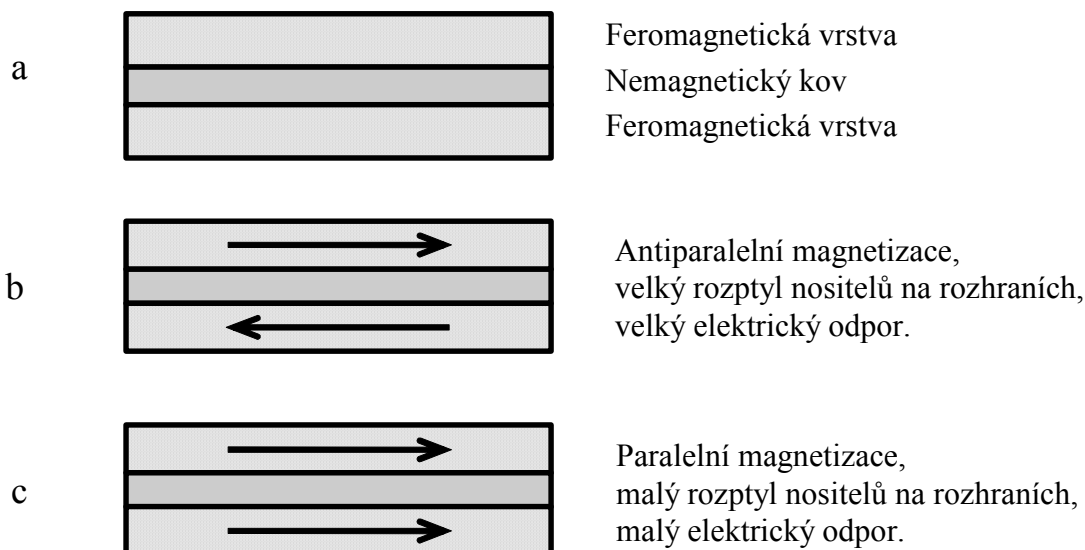 a
Feromagnetická vrstva
Nemagnetický kov
Feromagnetická vrstva
b
Antiparalelní magnetizace,
velký rozptyl nositelů na rozhraních,
velký elektrický odpor.
c
Paralelní magnetizace,
malý rozptyl nositelů na rozhraních,
malý elektrický odpor.